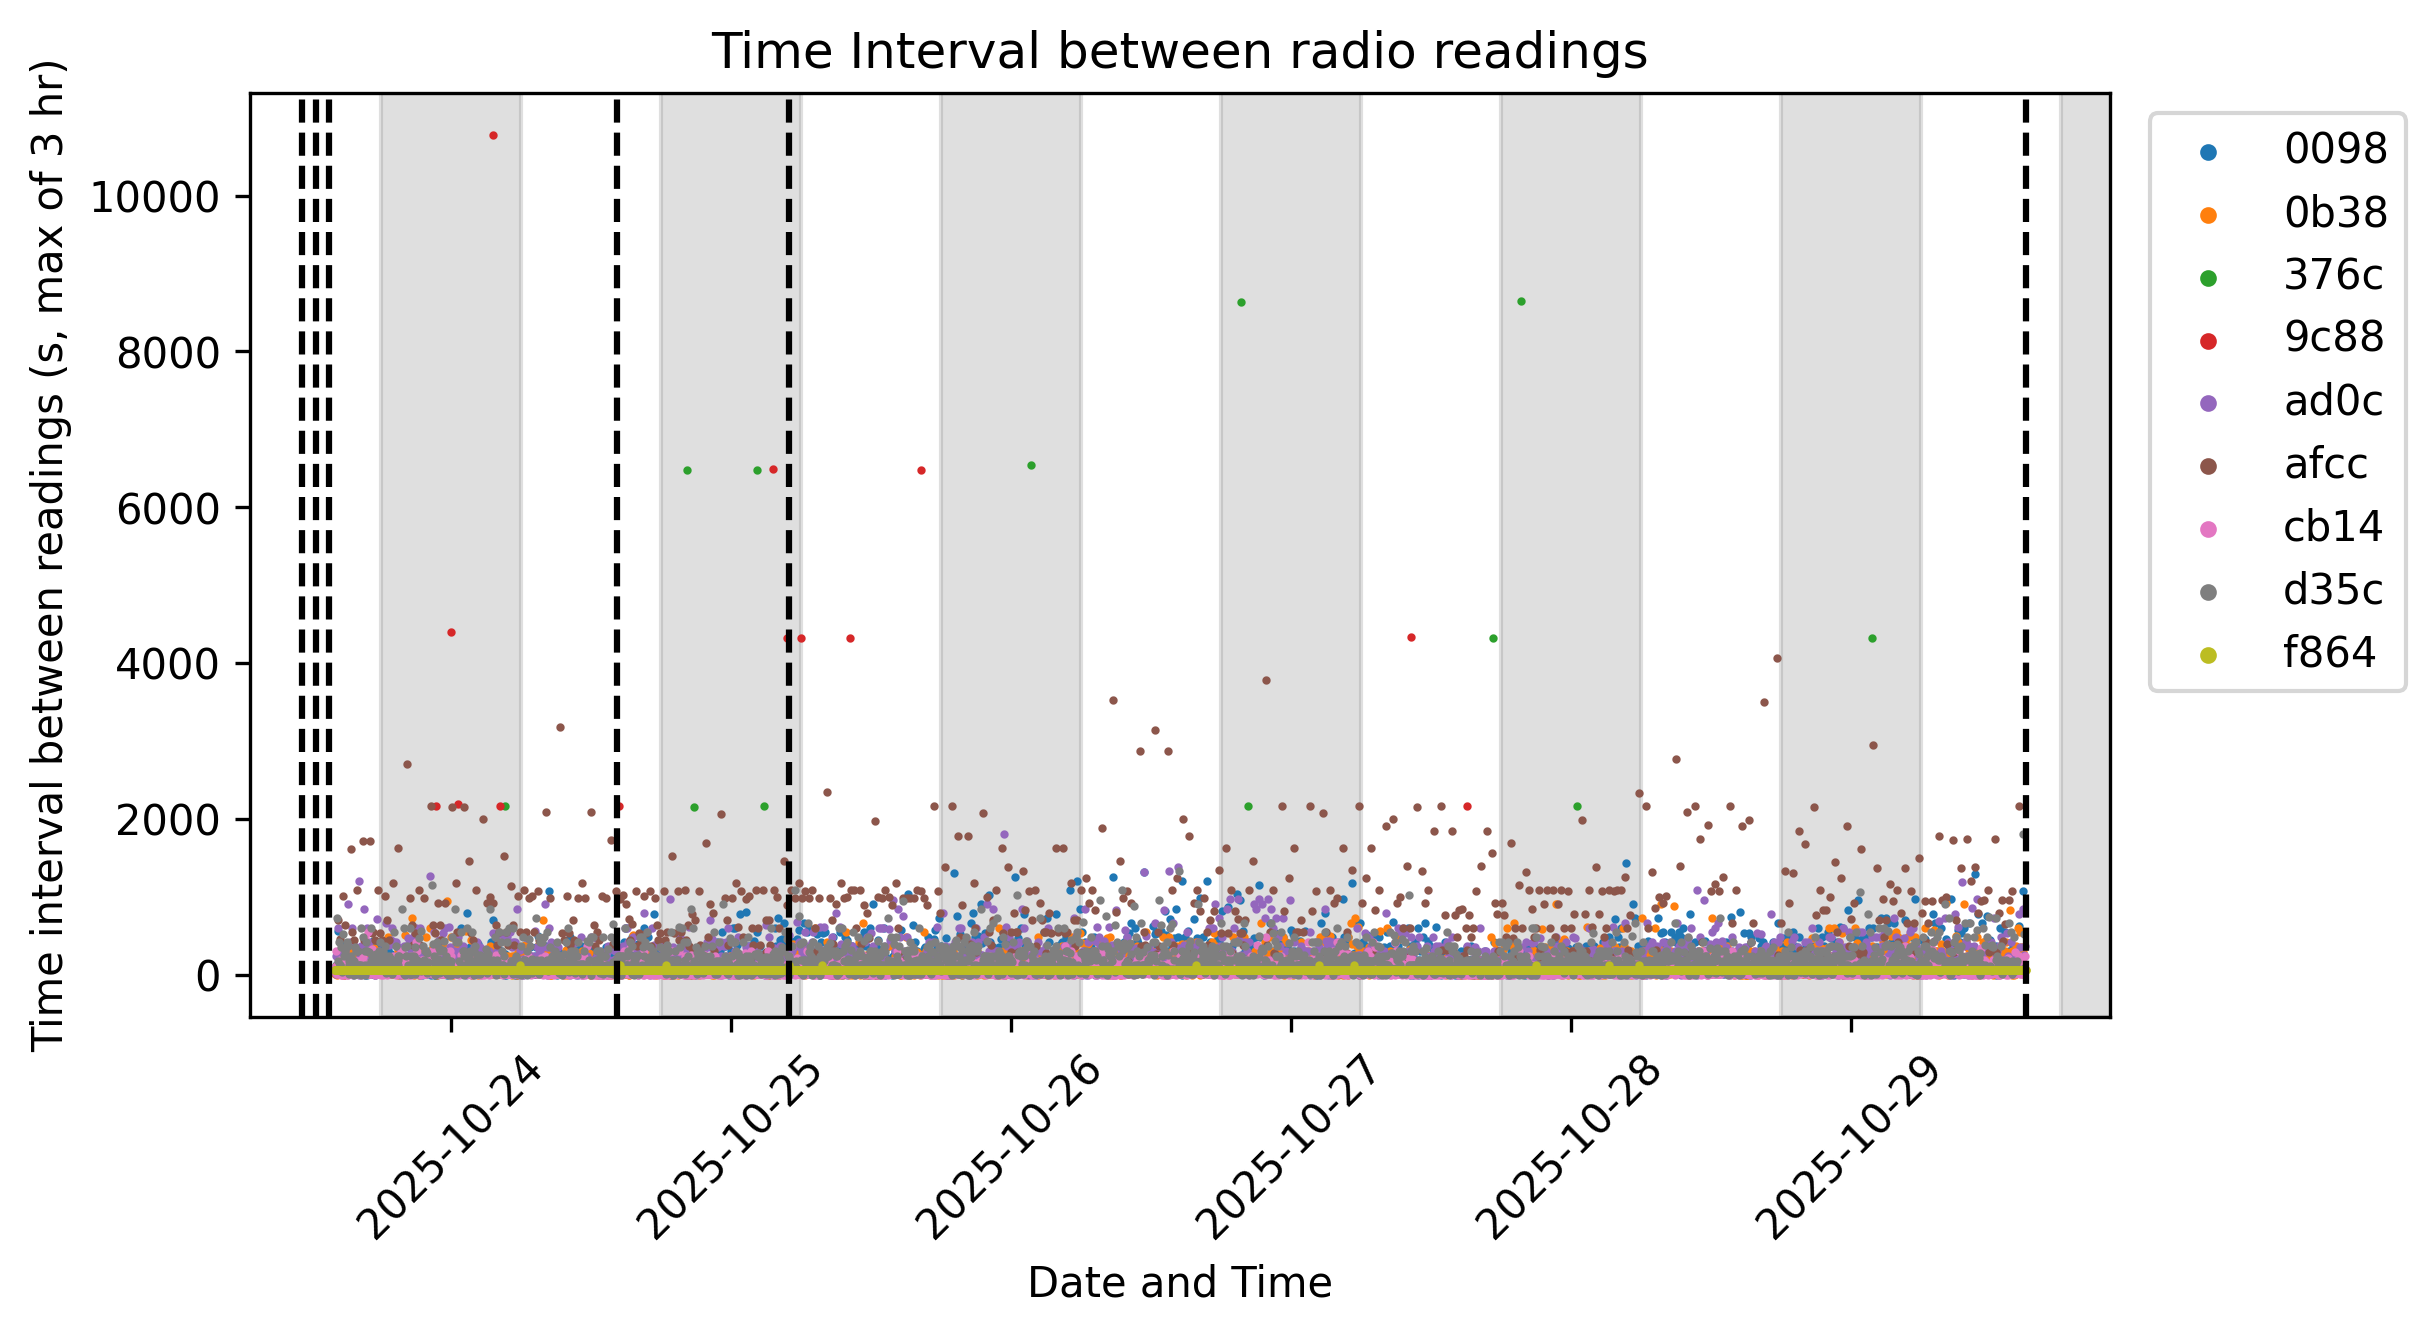 Time Interval between radio readings
Time interval between readings (s, max of 3 hr)
10000
8000
6000
4000
2000
0
2025-10-24
2025-10-25
2025-10-26
2025-10-27
2025-10-28
2025-10-29
Date and Time
0098
0b38
376c
9c88
ad0c
afcc
cb14
d35c
f864